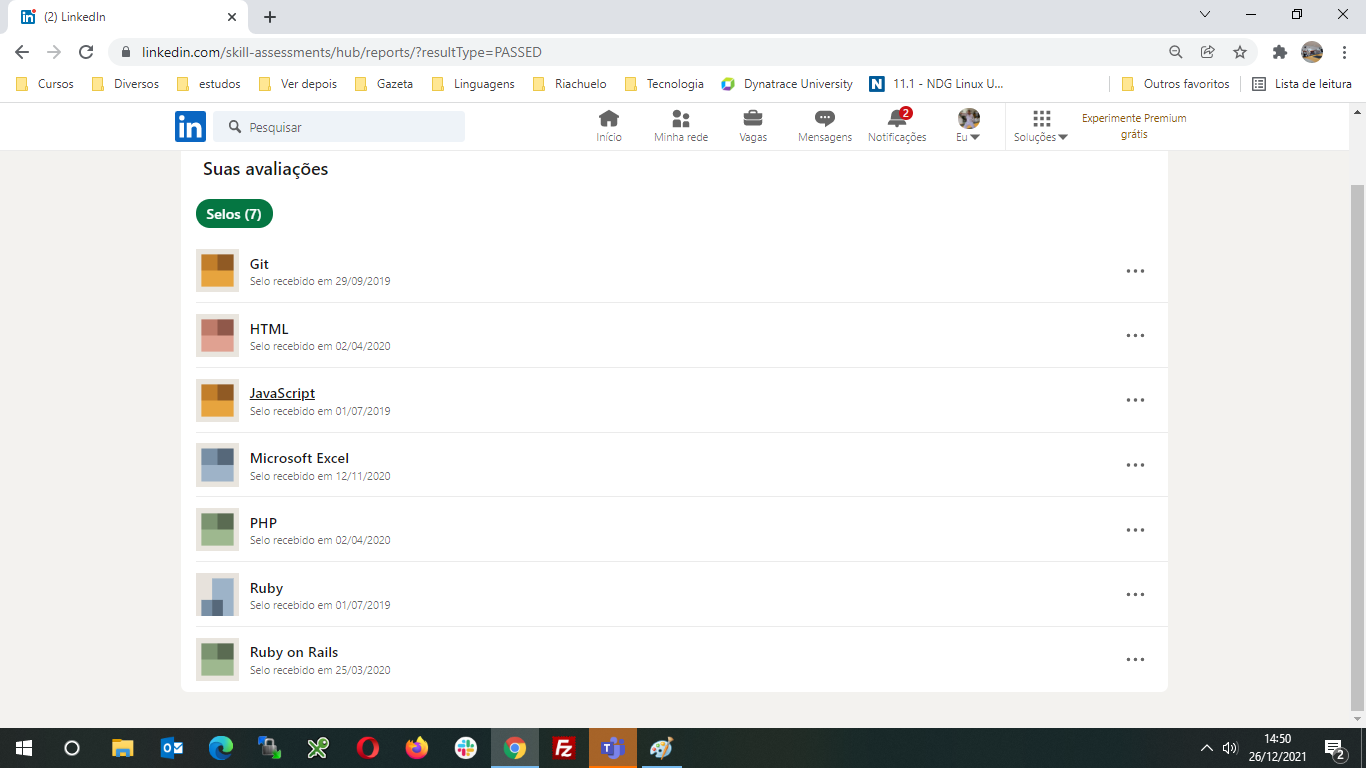 (2) LinkedIn
linkedin.com/skill-assessments/hub/reports/?resultType=PASSED
Cursos Diversos estudos Ver depois Gazeta Linguagens Riachuelo Tecnologia Dynatrace University N 11.1 - NDG Linux U... Outros favoritos Lista de leitura
in Pesquisar Início Minha rede Vagas Mensagens 2 Notificações Eu Soluções Experimente Premium
grátis
Suas avaliações
Selos (7)
Git
Selo recebido em 29/09/2019
HTML
Selo recebido em 02/04/2020
JavaScript
Selo recebido em 01/07/2019
Microsoft Excel
Selo recebido em 12/11/2020
PHP
Selo recebido em 02/04/2020
Ruby
Selo recebido em 01/07/2019
Ruby on Rails
Selo recebido em 25/03/2020
14:50
26/12/2021
2